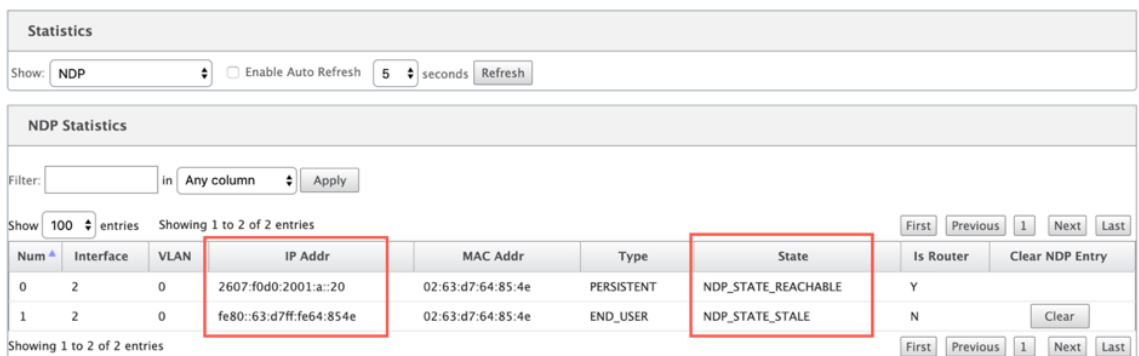 Statistics
Show: NDP Enable Auto Refresh 5 seconds Refresh
NDP Statistics
Filter: in Any column Apply
Show 100 entries Showing 1 to 2 of 2 entries First Previous 1 Next Last
Num Interface VLAN IP Addr MAC Addr Type State Is Router Clear NDP Entry
0 2 0 2607:f0d0:2001:a::20 02:63:d7:64:85:4e PERSISTENT NDP_STATE_REACHABLE Y
1 2 0 fe80::63:d7ff:fe64:854e 02:63:d7:64:85:4e END_USER NDP_STATE_STALE N Clear
Showing 1 to 2 of 2 entries First Previous 1 Next Last